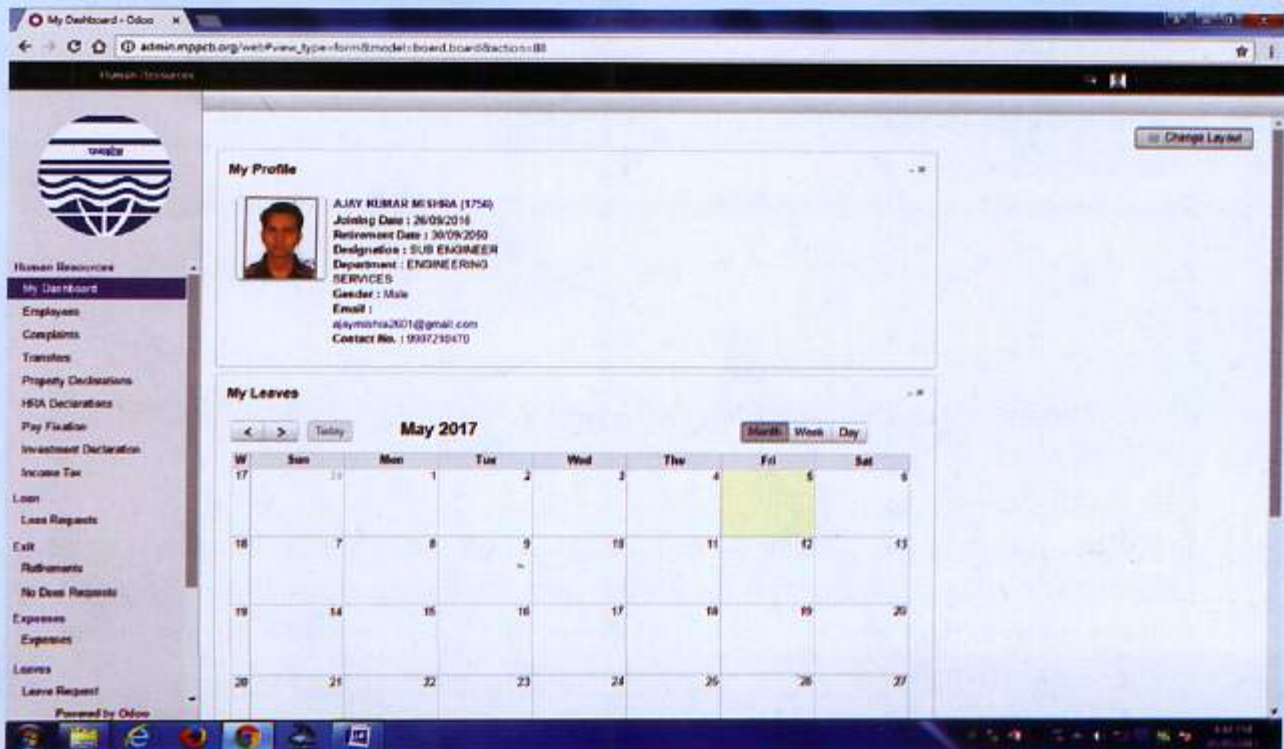 My Dashboard - Odoo
admin.mppcb.org/web#view_type=form&model=board.board&action=88
Human Resources
Change Layout
My Profile
AJAY KUMAR MISHRA (1750)
Joining Date : 26/09/2016
Retirement Date : 30/09/2050
Designation : SUB ENGINEER
Department : ENGINEERING
SERVICES
Gender : Male
Email :
ajaymishra2601@gmail.com
Contact No. :
Human Resources
My Dashboard
Employees
Complaints
Transfers
Property Declarations
HRA Declarations
Pay Fixation
Investment Declaration
Income Tax
Loan
Loan Requests
Exit
Retirements
No Dues Requests
Expenses
Expenses
Leaves
Leave Request
Powered by Odoo
My Leaves
Today May 2017 Month Week Day
W Sun Mon Tue Wed Thu Fri Sat
17 1 2 3 4 5 6
18 7 8 9 10 11 12 13
19 14 15 16 17 18 19 20
20 21 22 23 24 25 26 27